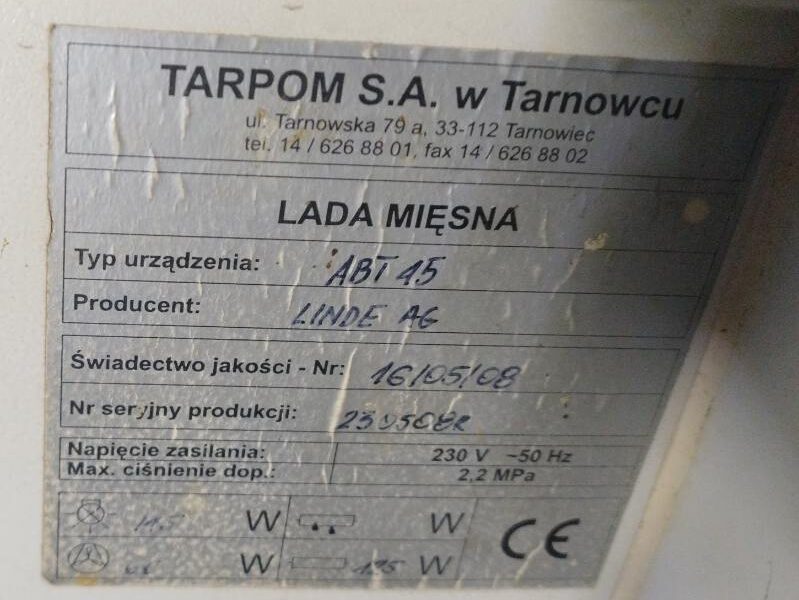 TARPOM S.A. w Tarnowcu
ul. Tarnowska 79 a, 33-112 Tarnowiec
tel. 14 / 626 88 01, fax 14 / 626 88 02
LADA MIĘSNA
Typ urządzenia: ABT 15
Producent: LINDE AG
Świadectwo jakości - Nr: 16/05/08
Nr seryjny produkcji: 230508R
Napięcie zasilania: 230 V ~50 Hz
Max. ciśnienie dop.: 2,2 MPa
W W
W W
CE